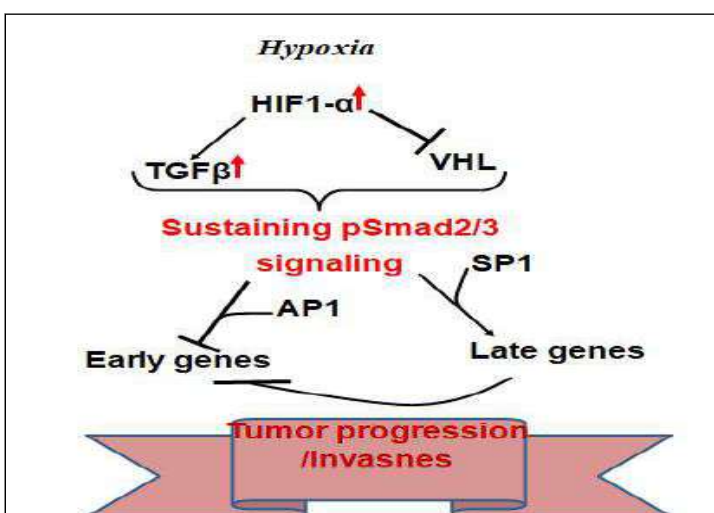 Hypoxia
HIF1-α
TGFβ
VHL
Sustaining pSmad2/3
signaling
SP1
AP1
Early genes
Late genes
Tumor progression
/Invasnes